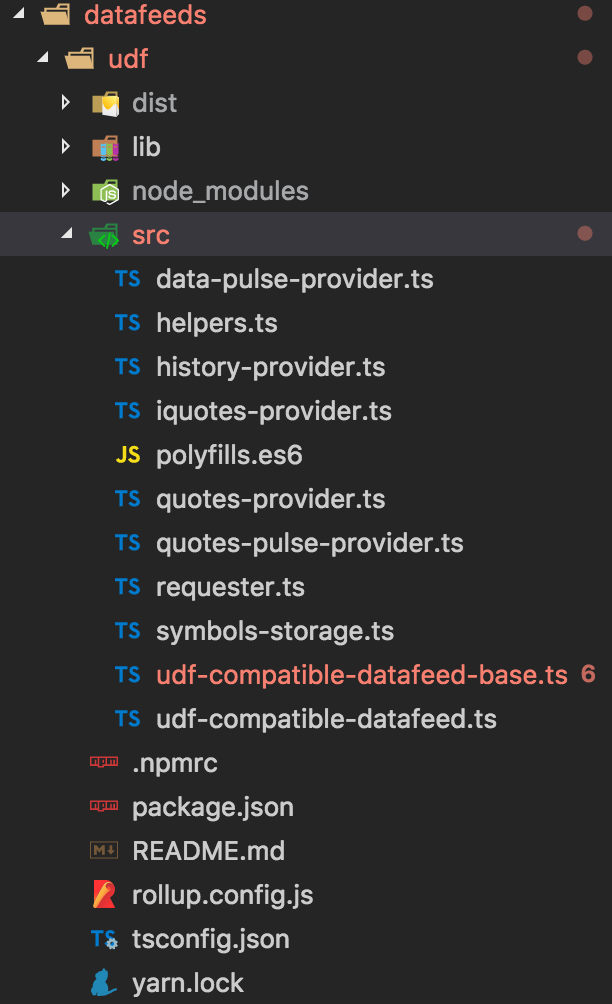 datafeeds
udf
dist
lib
node_modules
src
TS data-pulse-provider.ts
TS helpers.ts
TS history-provider.ts
TS iquotes-provider.ts
JS polyfills.es6
TS quotes-provider.ts
TS quotes-pulse-provider.ts
TS requester.ts
TS symbols-storage.ts
TS udf-compatible-datafeed-base.ts 6
TS udf-compatible-datafeed.ts
.npmrc
package.json
M README.md
rollup.config.js
TS tsconfig.json
yarn.lock